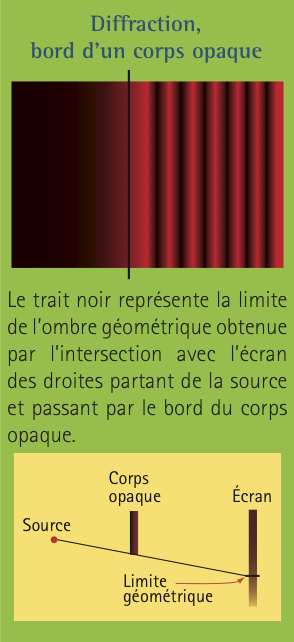 Diffraction,
bord d'un corps opaque
Le trait noir représente la limite
de l'ombre géométrique obtenue
par l'intersection avec l'écran
des droites partant de la source
et passant par le bord du corps
opaque.
Corps
opaque
Écran
Source
Limite
géométrique